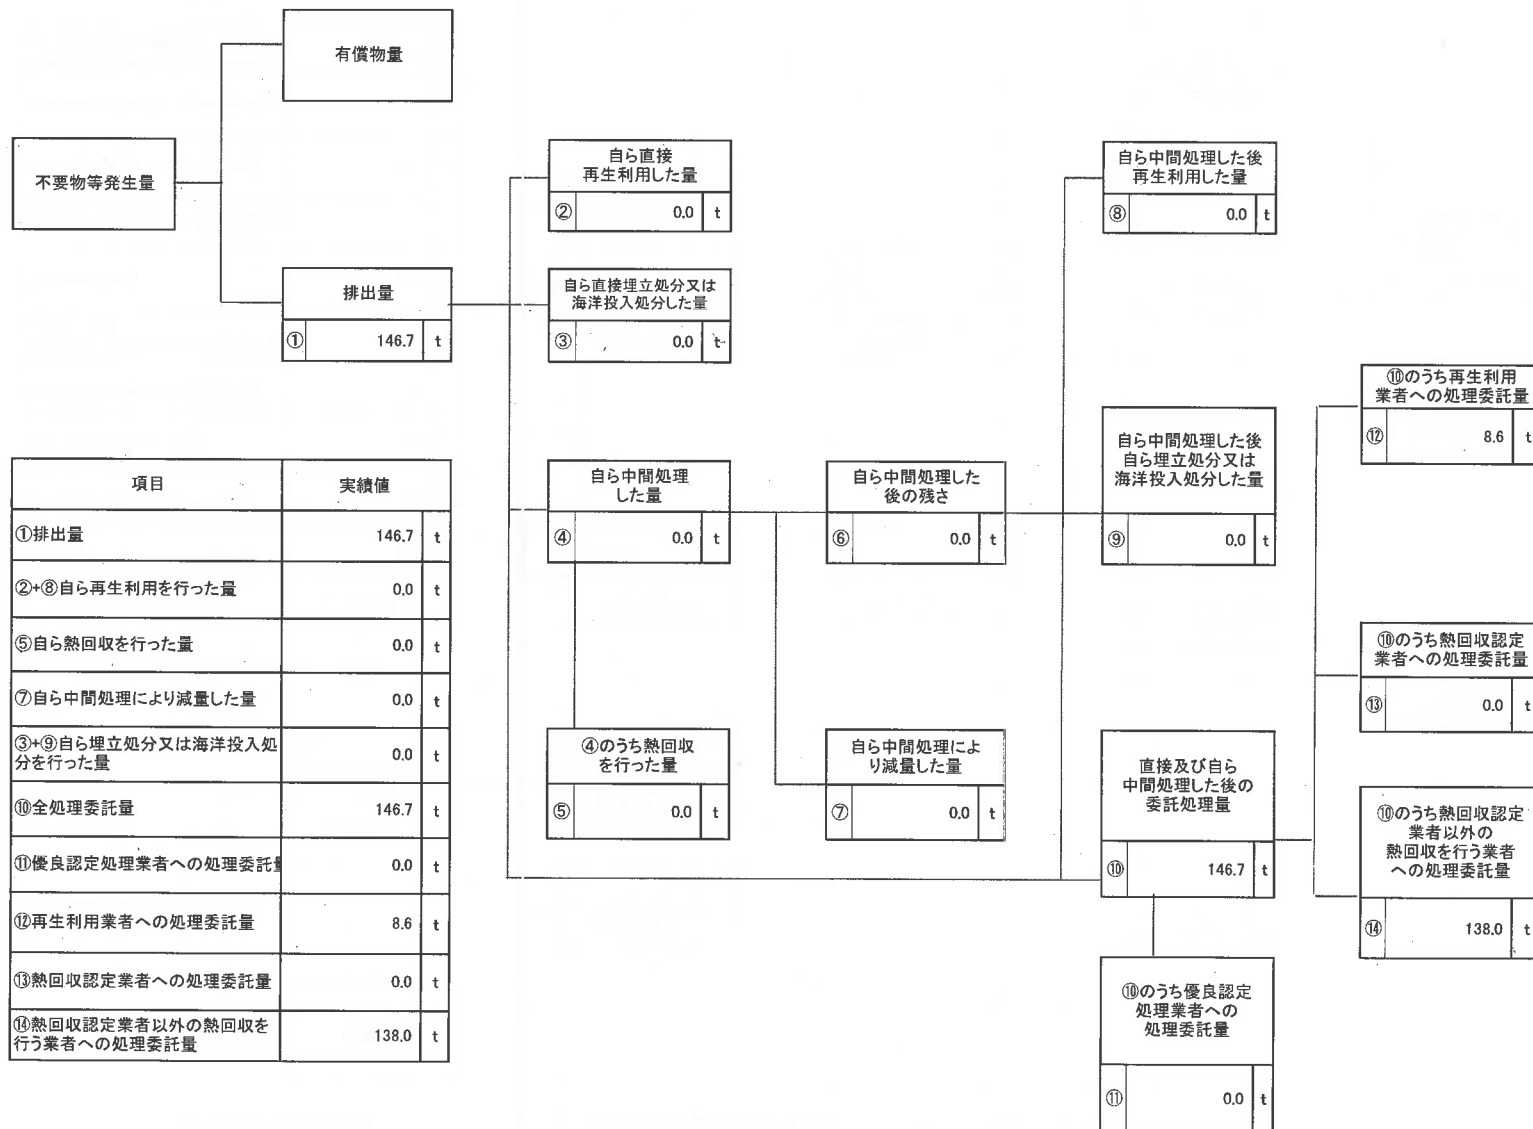 有償物量
不要物等発生量
排出量
① 146.7 t
自ら直接
再生利用した量
② 0.0 t
自ら直接埋立処分又は
海洋投入処分した量
③ 0.0 t
自ら中間処理
した量
④ 0.0 t
④のうち熱回収
を行った量
⑤ 0.0 t
自ら中間処理した
後の残さ
⑥ 0.0 t
自ら中間処理によ
り減量した量
⑦ 0.0 t
自ら中間処理した後
再生利用した量
⑧ 0.0 t
自ら中間処理した後
自ら埋立処分又は
海洋投入処分した量
⑨ 0.0 t
直接及び自ら
中間処理した後の
委託処理量
⑩ 146.7 t
⑩のうち優良認定
処理業者への
処理委託量
⑪ 0.0 t
⑩のうち再生利用
業者への処理委託量
⑫ 8.6 t
⑩のうち熱回収認定
業者への処理委託量
⑬ 0.0 t
⑩のうち熱回収認定
業者以外の
熱回収を行う業者
への処理委託量
⑭ 138.0 t
項目 実績値
①排出量 146.7 t
②+⑧自ら再生利用を行った量 0.0 t
⑤自ら熱回収を行った量 0.0 t
⑦自ら中間処理により減量した量 0.0 t
③+⑨自ら埋立処分又は海洋投入処
分を行った量 0.0 t
⑩全処理委託量 146.7 t
⑪優良認定処理業者への処理委託量 0.0 t
⑫再生利用業者への処理委託量 8.6 t
⑬熱回収認定業者への処理委託量 0.0 t
⑭熱回収認定業者以外の熱回収を
行う業者への処理委託量 138.0 t